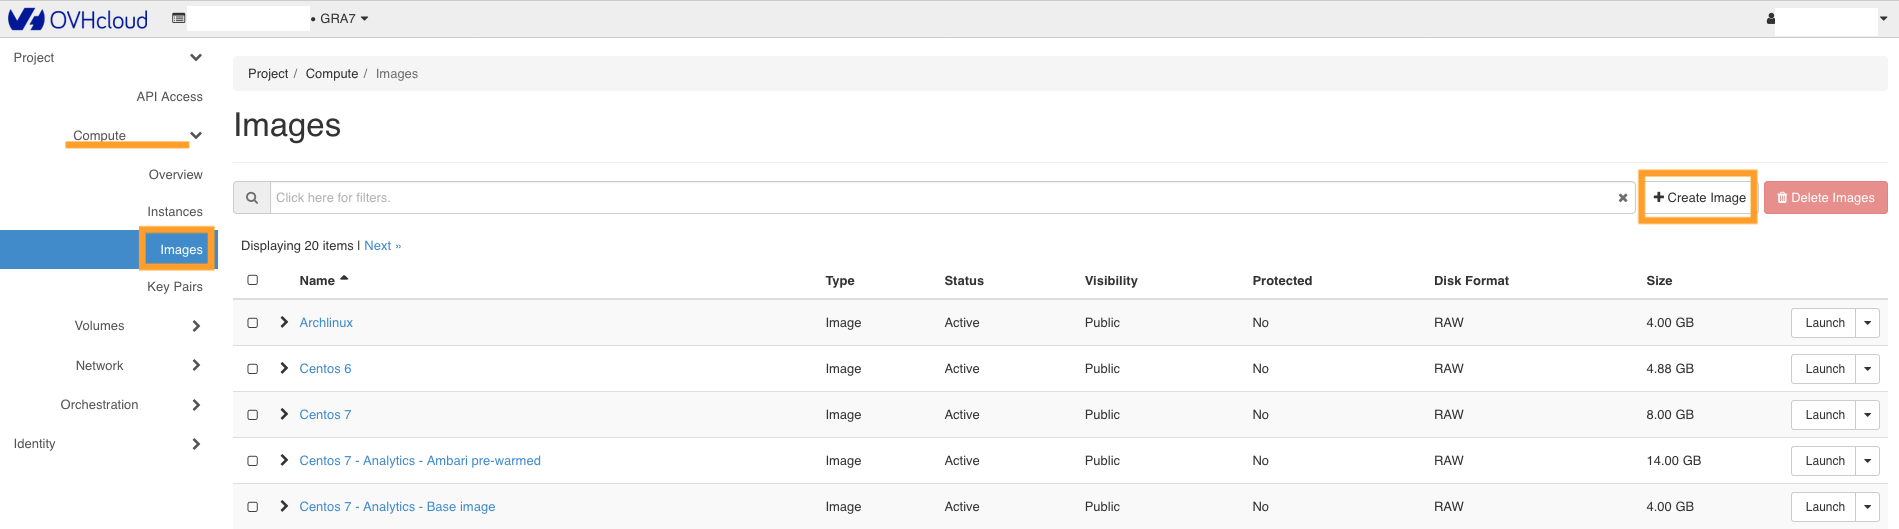 OVHcloud • GRA7
Project
API Access
Compute
Overview
Instances
Images
Key Pairs
Volumes
Network
Orchestration
Identity
Project / Compute / Images
Images
Click here for filters. Create Image Delete Images
Displaying 20 items | Next »
Name Type Status Visibility Protected Disk Format Size
Archlinux Image Active Public No RAW 4.00 GB Launch
Centos 6 Image Active Public No RAW 4.88 GB Launch
Centos 7 Image Active Public No RAW 8.00 GB Launch
Centos 7 - Analytics - Ambari pre-warmed Image Active Public No RAW 14.00 GB Launch
Centos 7 - Analytics - Base image Image Active Public No RAW 4.00 GB Launch